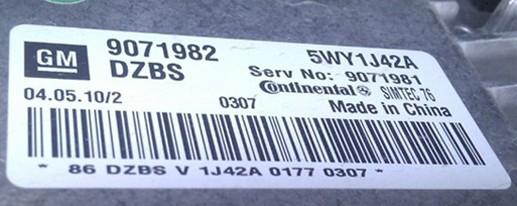 GM 9071982 5WY1J42A
DZBS Serv No: 9071981
Continental SIMTEC 76
04.05.10/2 0307 Made in China
* 86 DZBS V 1J42A 0177 0307 *